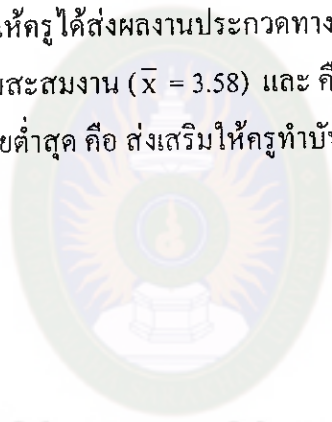 ห้ครูได้ส่งผลงานประกวดทาง
มสะสมงาน (x̄ = 3.58) และ คื
ยต่ำสุด คือ ส่งเสริมให้ครูทำบั